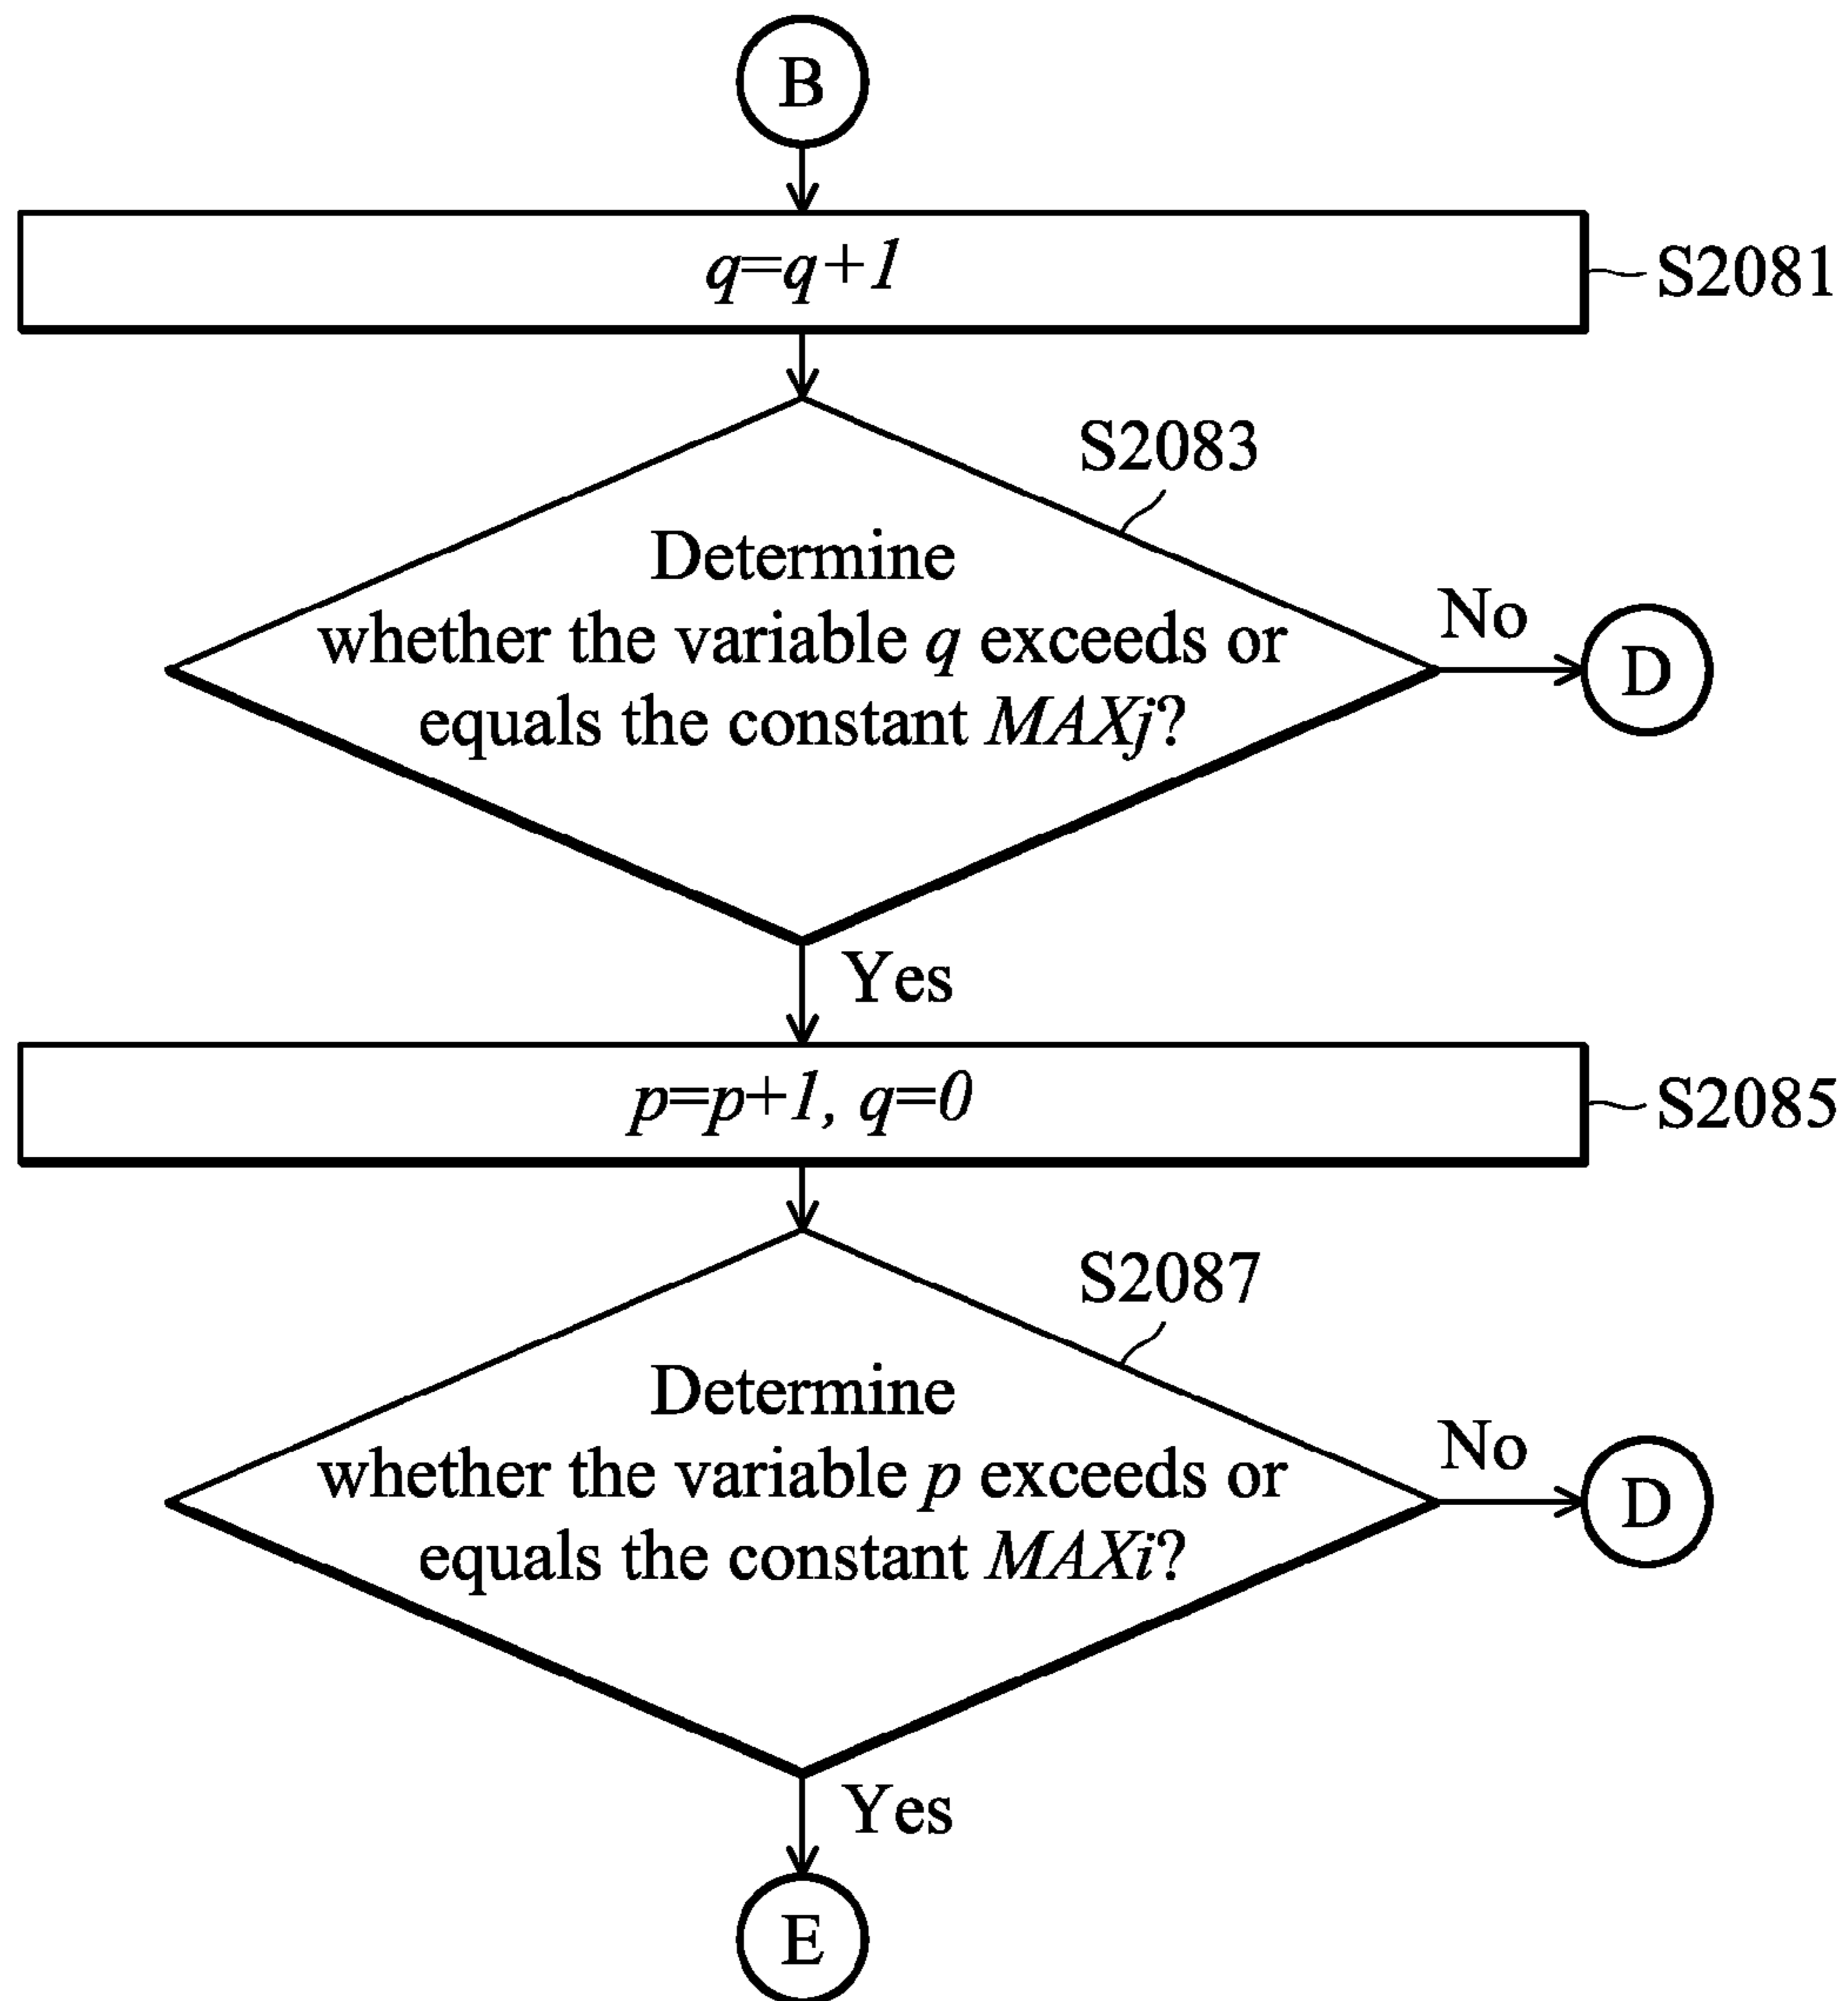 B
q=q+1
S2081
S2083
Determine
whether the variable q exceeds or
equals the constant MAXj?
No
D
Yes
p=p+1, q=0
S2085
S2087
Determine
whether the variable p exceeds or
equals the constant MAXi?
No
D
Yes
E